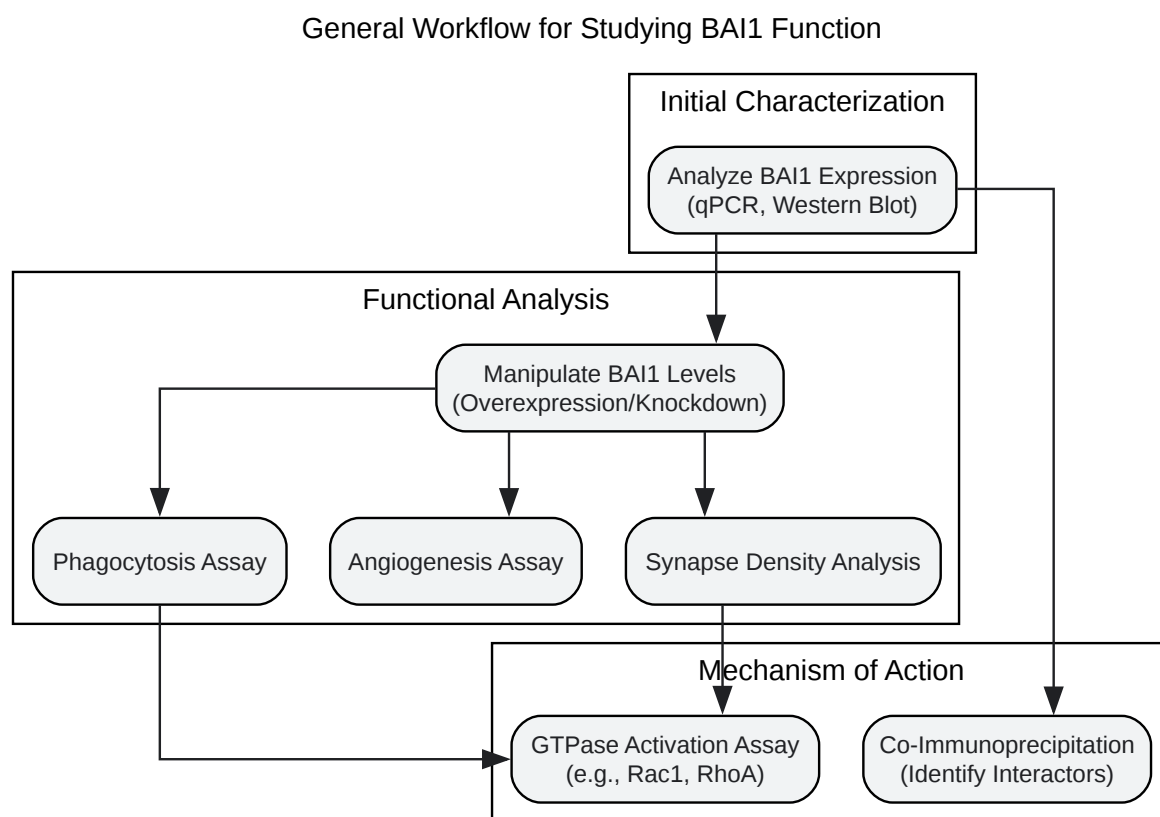 General Workflow for Studying BAI1 Function
Initial Characterization
Analyze BAI1 Expression
(qPCR, Western Blot)
Functional Analysis
Manipulate BAI1 Levels
(Overexpression/Knockdown)
Phagocytosis Assay
Angiogenesis Assay
Synapse Density Analysis
Mechanism of Action
GTPase Activation Assay
(e.g., Rac1, RhoA)
Co-Immunoprecipitation
(Identify Interactors)